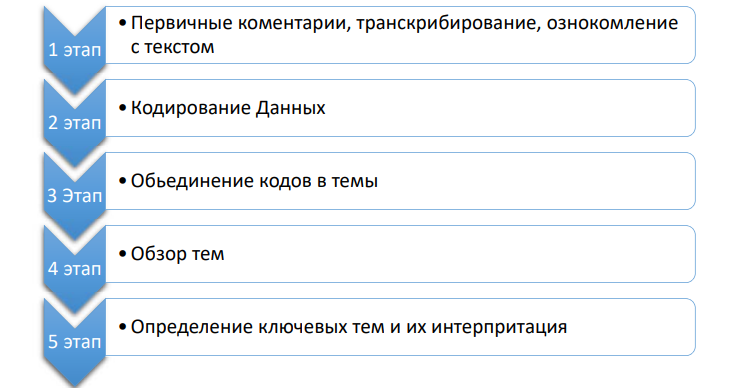 1 этап
• Первичные коментарии, транскрибирование, ознокомление
с текстом
2 этап
• Кодирование Данных
3 Этап
• Обьединение кодов в темы
4 этап
• Обзор тем
5 этап
• Определение ключевых тем и их интерпритация